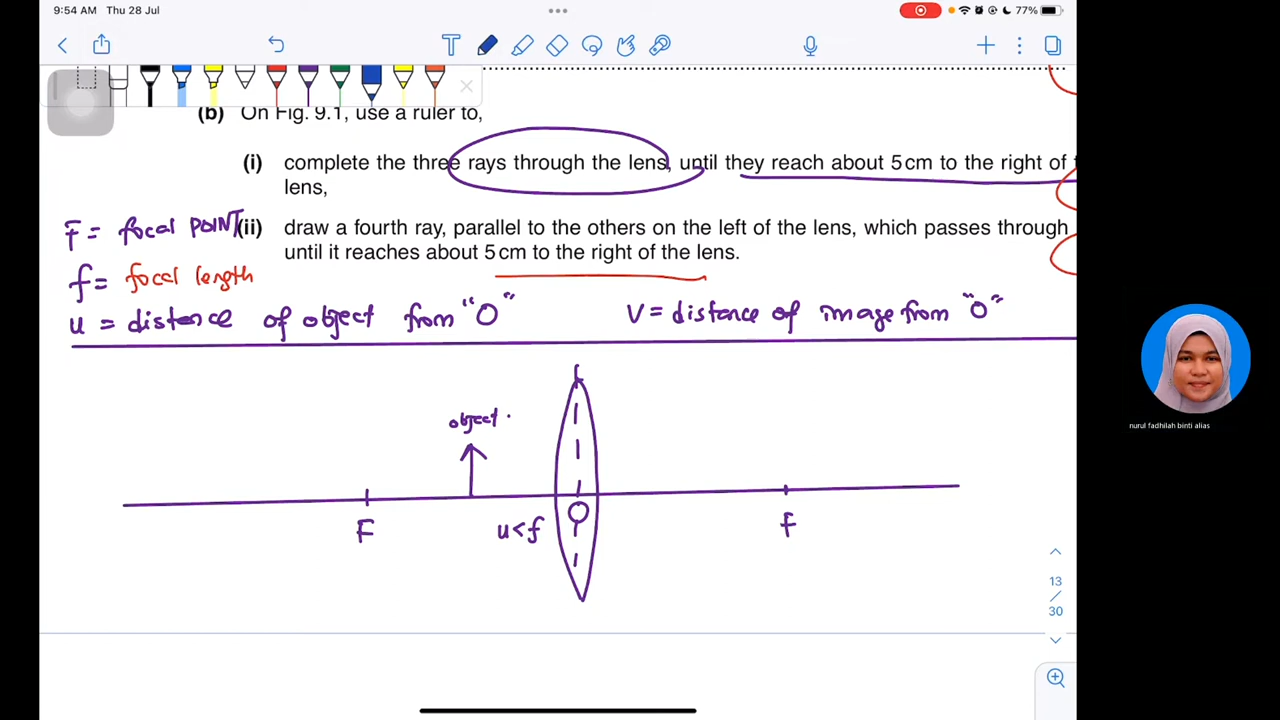 9:54 AM Thu 28 Jul
77%
(b) On Fig. 9.1, use a ruler to,
(i) complete the three rays through the lens, until they reach about 5 cm to the right of
lens,
(ii) draw a fourth ray, parallel to the others on the left of the lens, which passes through
until it reaches about 5 cm to the right of the lens.
F = focal POINT
f = focal length
u = distance of object from "O"
V = distance of image from "O"
object
F
u<f
O
F
13
/
30
nurul fadhilah binti alias